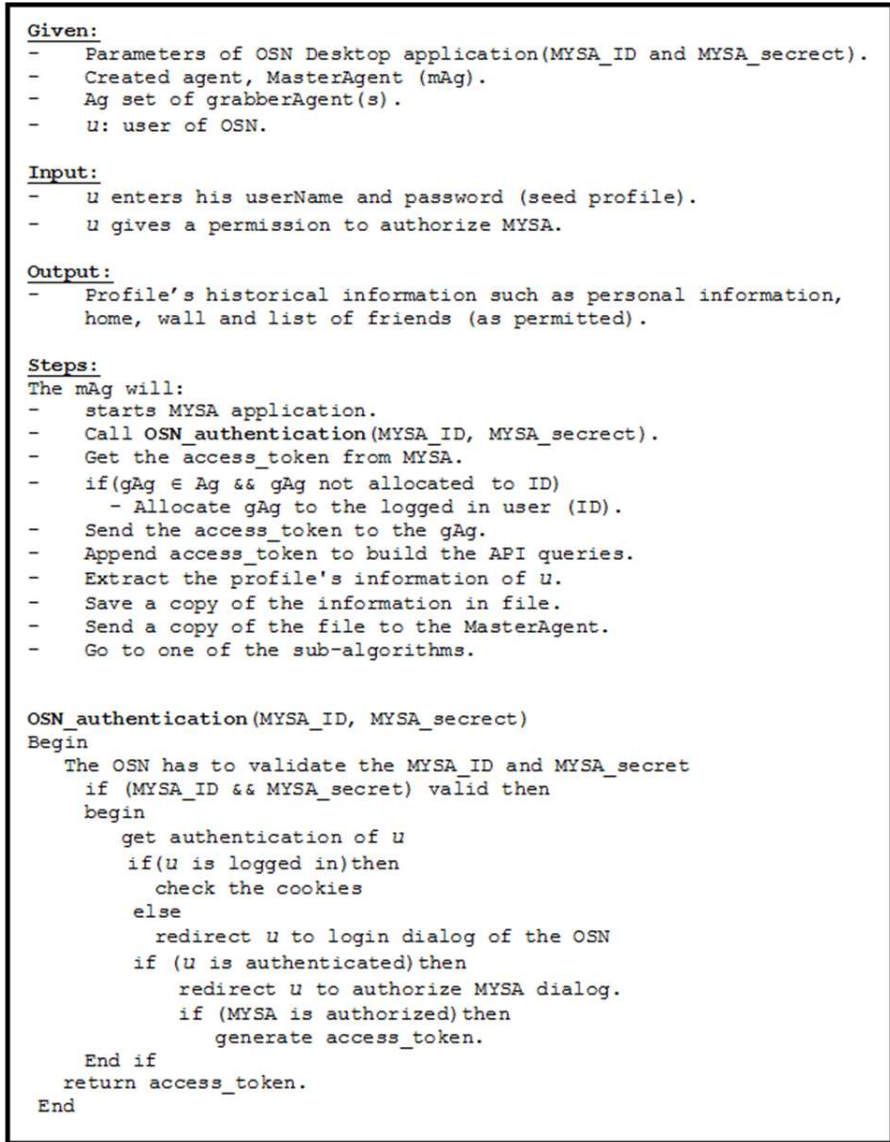 Given:
- Parameters of OSN Desktop application(MYSA_ID and MYSA_secrect).
- Created agent, MasterAgent (mAg).
- Ag set of grabberAgent(s).
- u: user of OSN.
Input:
- u enters his userName and password (seed profile).
- u gives a permission to authorize MYSA.
Output:
- Profile's historical information such as personal information,
home, wall and list of friends (as permitted).
Steps:
The mAg will:
- starts MYSA application.
- Call OSN_authentication(MYSA_ID, MYSA_secrect).
- Get the access_token from MYSA.
- if(gAg ∈ Ag && gAg not allocated to ID)
- Allocate gAg to the logged in user (ID).
- Send the access_token to the gAg.
- Append access_token to build the API queries.
- Extract the profile's information of u.
- Save a copy of the information in file.
- Send a copy of the file to the MasterAgent.
- Go to one of the sub-algorithms.
OSN_authentication(MYSA_ID, MYSA_secrect)
Begin
The OSN has to validate the MYSA_ID and MYSA_secret
if (MYSA_ID && MYSA_secret) valid then
begin
get authentication of u
if(u is logged in)then
check the cookies
else
redirect u to login dialog of the OSN
if (u is authenticated)then
redirect u to authorize MYSA dialog.
if (MYSA is authorized)then
generate access_token.
End if
return access_token.
End